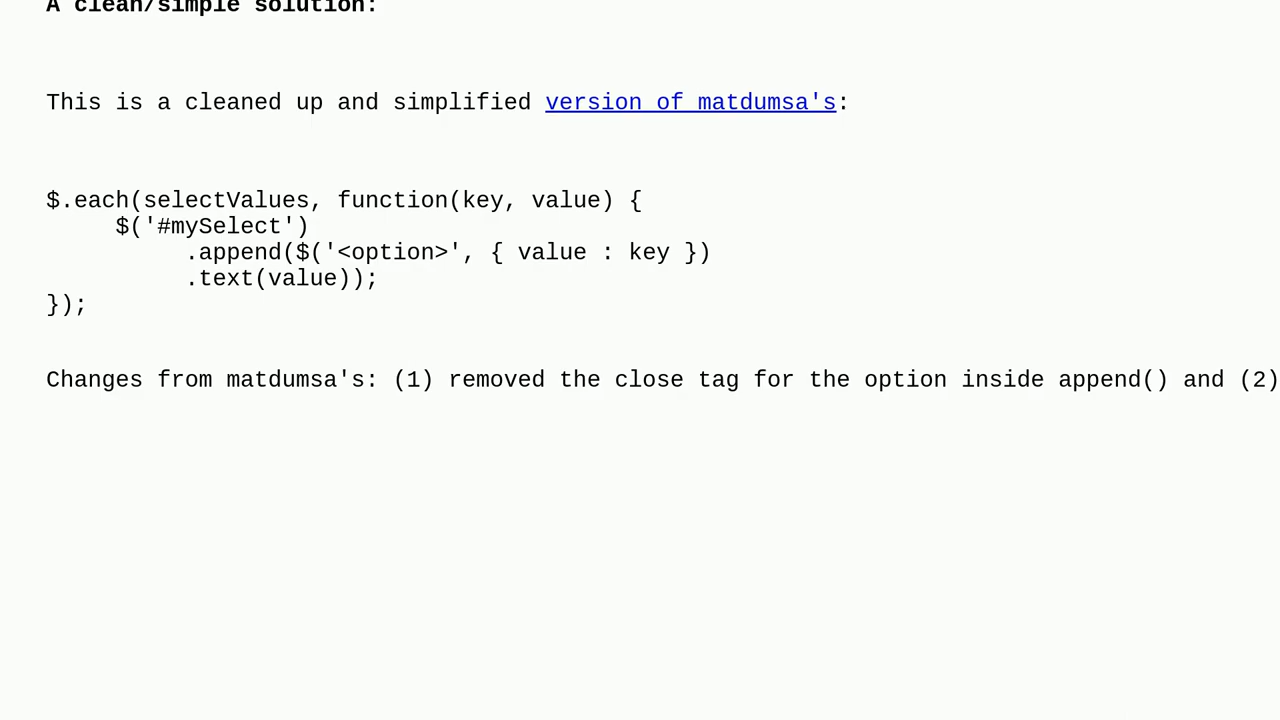 A clean/simple solution:
This is a cleaned up and simplified version of matdumsa's:
$.each(selectValues, function(key, value) {
     $('#mySelect')
          .append($('<option>', { value : key })
          .text(value));
});
Changes from matdumsa's: (1) removed the close tag for the option inside append() and (2)